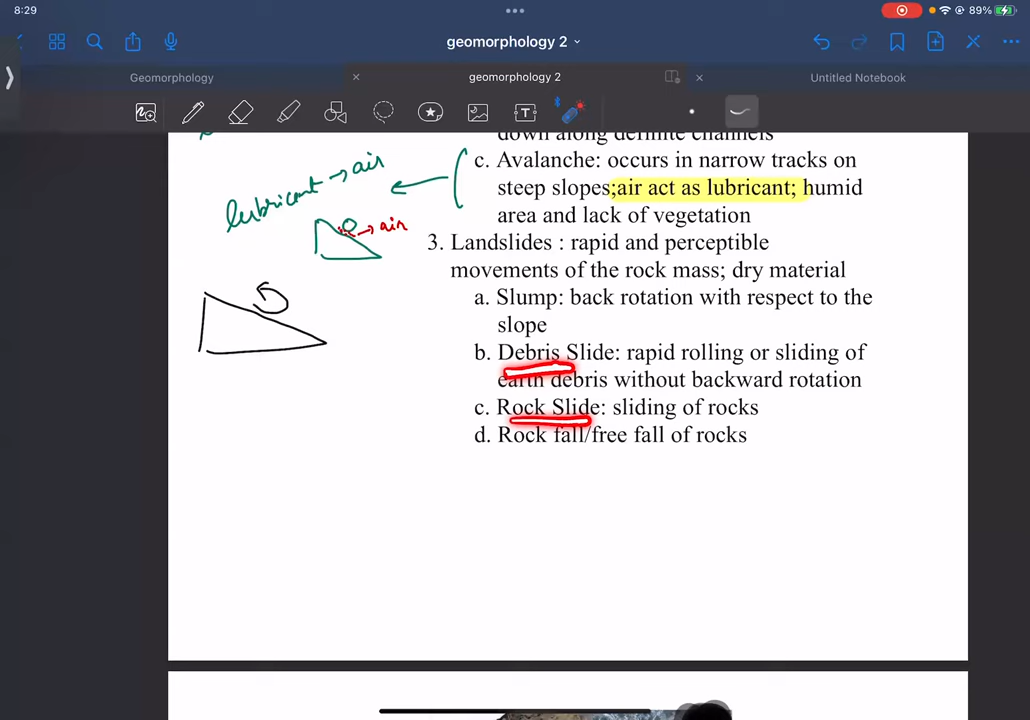 8:29
89%
geomorphology 2
Geomorphology
geomorphology 2
Untitled Notebook
down along definite channels
c. Avalanche: occurs in narrow tracks on
steep slopes;air act as lubricant; humid
area and lack of vegetation
lubricant → air
→ air
3. Landslides : rapid and perceptible
movements of the rock mass; dry material
a. Slump: back rotation with respect to the
slope
b. Debris Slide: rapid rolling or sliding of
earth debris without backward rotation
c. Rock Slide: sliding of rocks
d. Rock fall/free fall of rocks